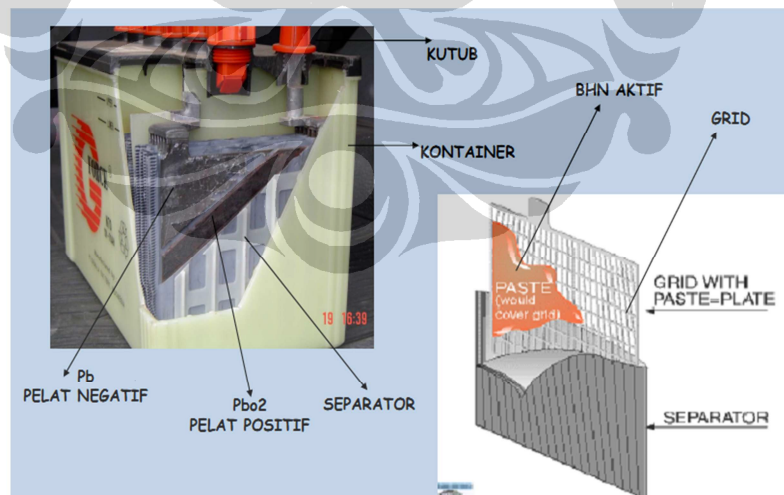 KUTUB
BHN AKTIF
GRID
KONTAINER
G
FORCE
PASTE
(would
cover grid)
GRID WITH
PASTE=PLATE
19 16:39
Pb
PELAT NEGATIF
Pbo2
PELAT POSITIF
SEPARATOR
SEPARATOR